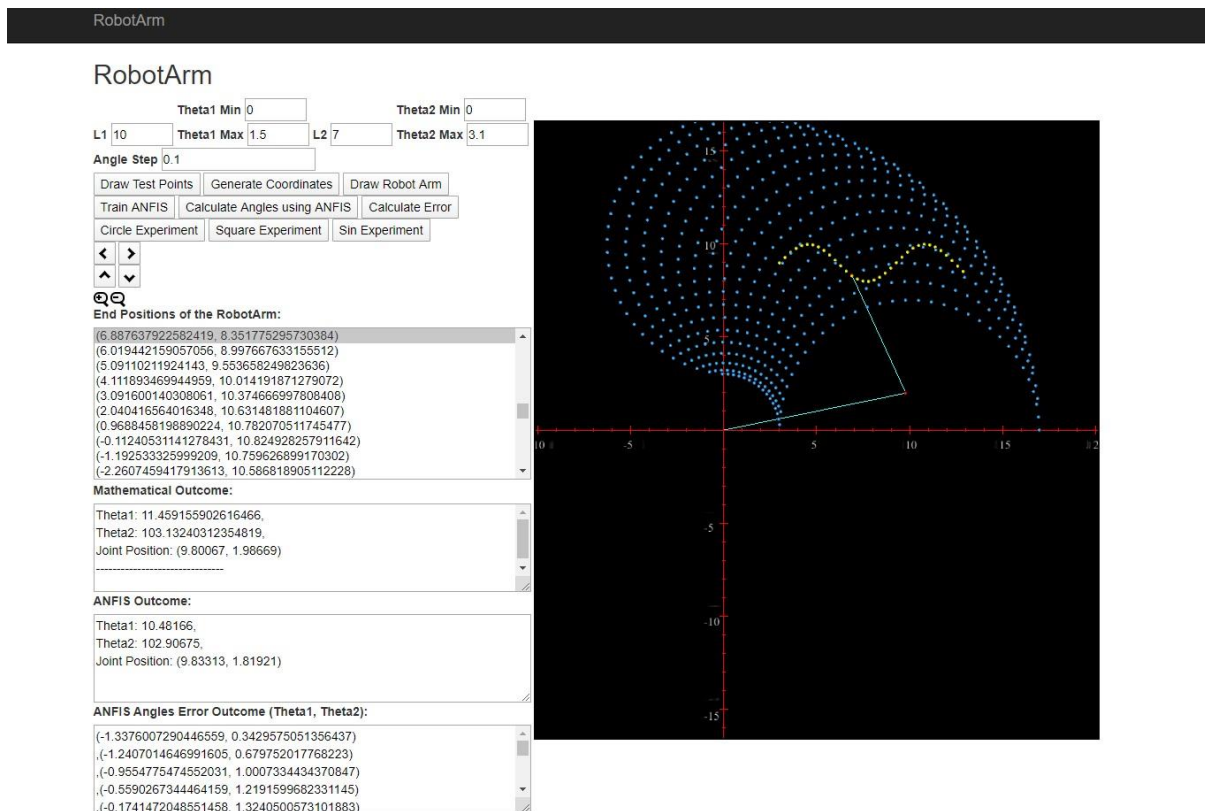 RobotArm
RobotArm
Theta1 Min 0 Theta2 Min 0
L1 10 Theta1 Max 1.5 L2 7 Theta2 Max 3.1
Angle Step 0.1
Draw Test Points Generate Coordinates Draw Robot Arm
Train ANFIS Calculate Angles using ANFIS Calculate Error
Circle Experiment Square Experiment Sin Experiment
End Positions of the RobotArm:
(6.887637922582419, 8.351775295730384)
(6.019442159057056, 8.997667633155512)
(5.09110211924143, 9.553658249823636)
(4.111893469944959, 10.014191871279072)
(3.091600140308061, 10.374666997808408)
(2.040416564016348, 10.631481881104607)
(0.9688458198890224, 10.782070511745477)
(-0.11240531141278431, 10.824928257911642)
(-1.192533325999209, 10.759626899170302)
(-2.2607459417913613, 10.586818905112228)
Mathematical Outcome:
Theta1: 11.459155902616466,
Theta2: 103.13240312354819,
Joint Position: (9.80067, 1.98669)
-------------------------------
ANFIS Outcome:
Theta1: 10.48166,
Theta2: 102.90675,
Joint Position: (9.83313, 1.81921)
ANFIS Angles Error Outcome (Theta1, Theta2):
(-1.3376007290446559, 0.3429575051356437)
,(-1.2407014646991605, 0.679752017768223)
,(-0.9554775474552031, 1.0007334434370847)
,(-0.5590267344464159, 1.2191599682331145)
,(-0.1741472048551458, 1.3240500573101883)
15
10
5
10 -5 5 10 15 2
-5
-10
-15